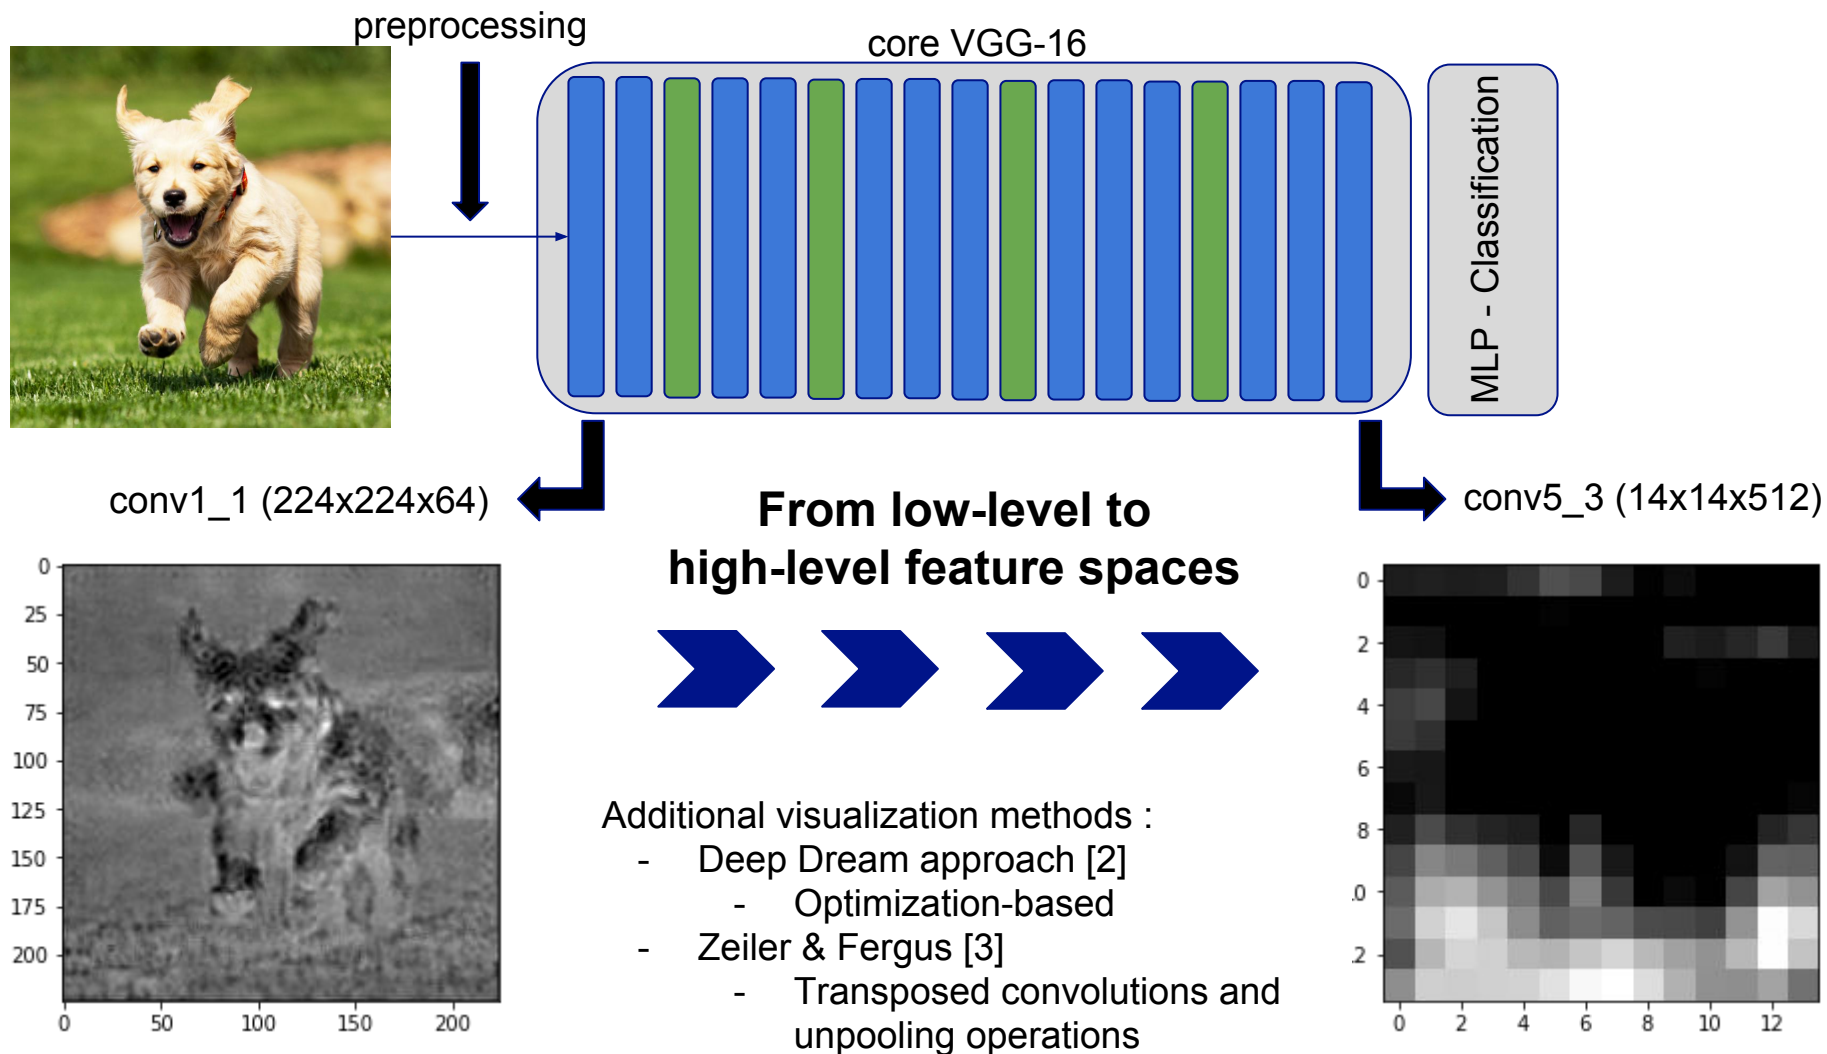 preprocessing
core VGG-16
MLP - Classification
conv1_1 (224x224x64)
From low-level to
high-level feature spaces
conv5_3 (14x14x512)
0
25
50
75
100
125
150
175
200
0 50 100 150 200
Additional visualization methods :
- Deep Dream approach [2]
- Optimization-based
- Zeiler & Fergus [3]
- Transposed convolutions and
unpooling operations
0
2
4
6
8
.0
.2
0 2 4 6 8 10 12